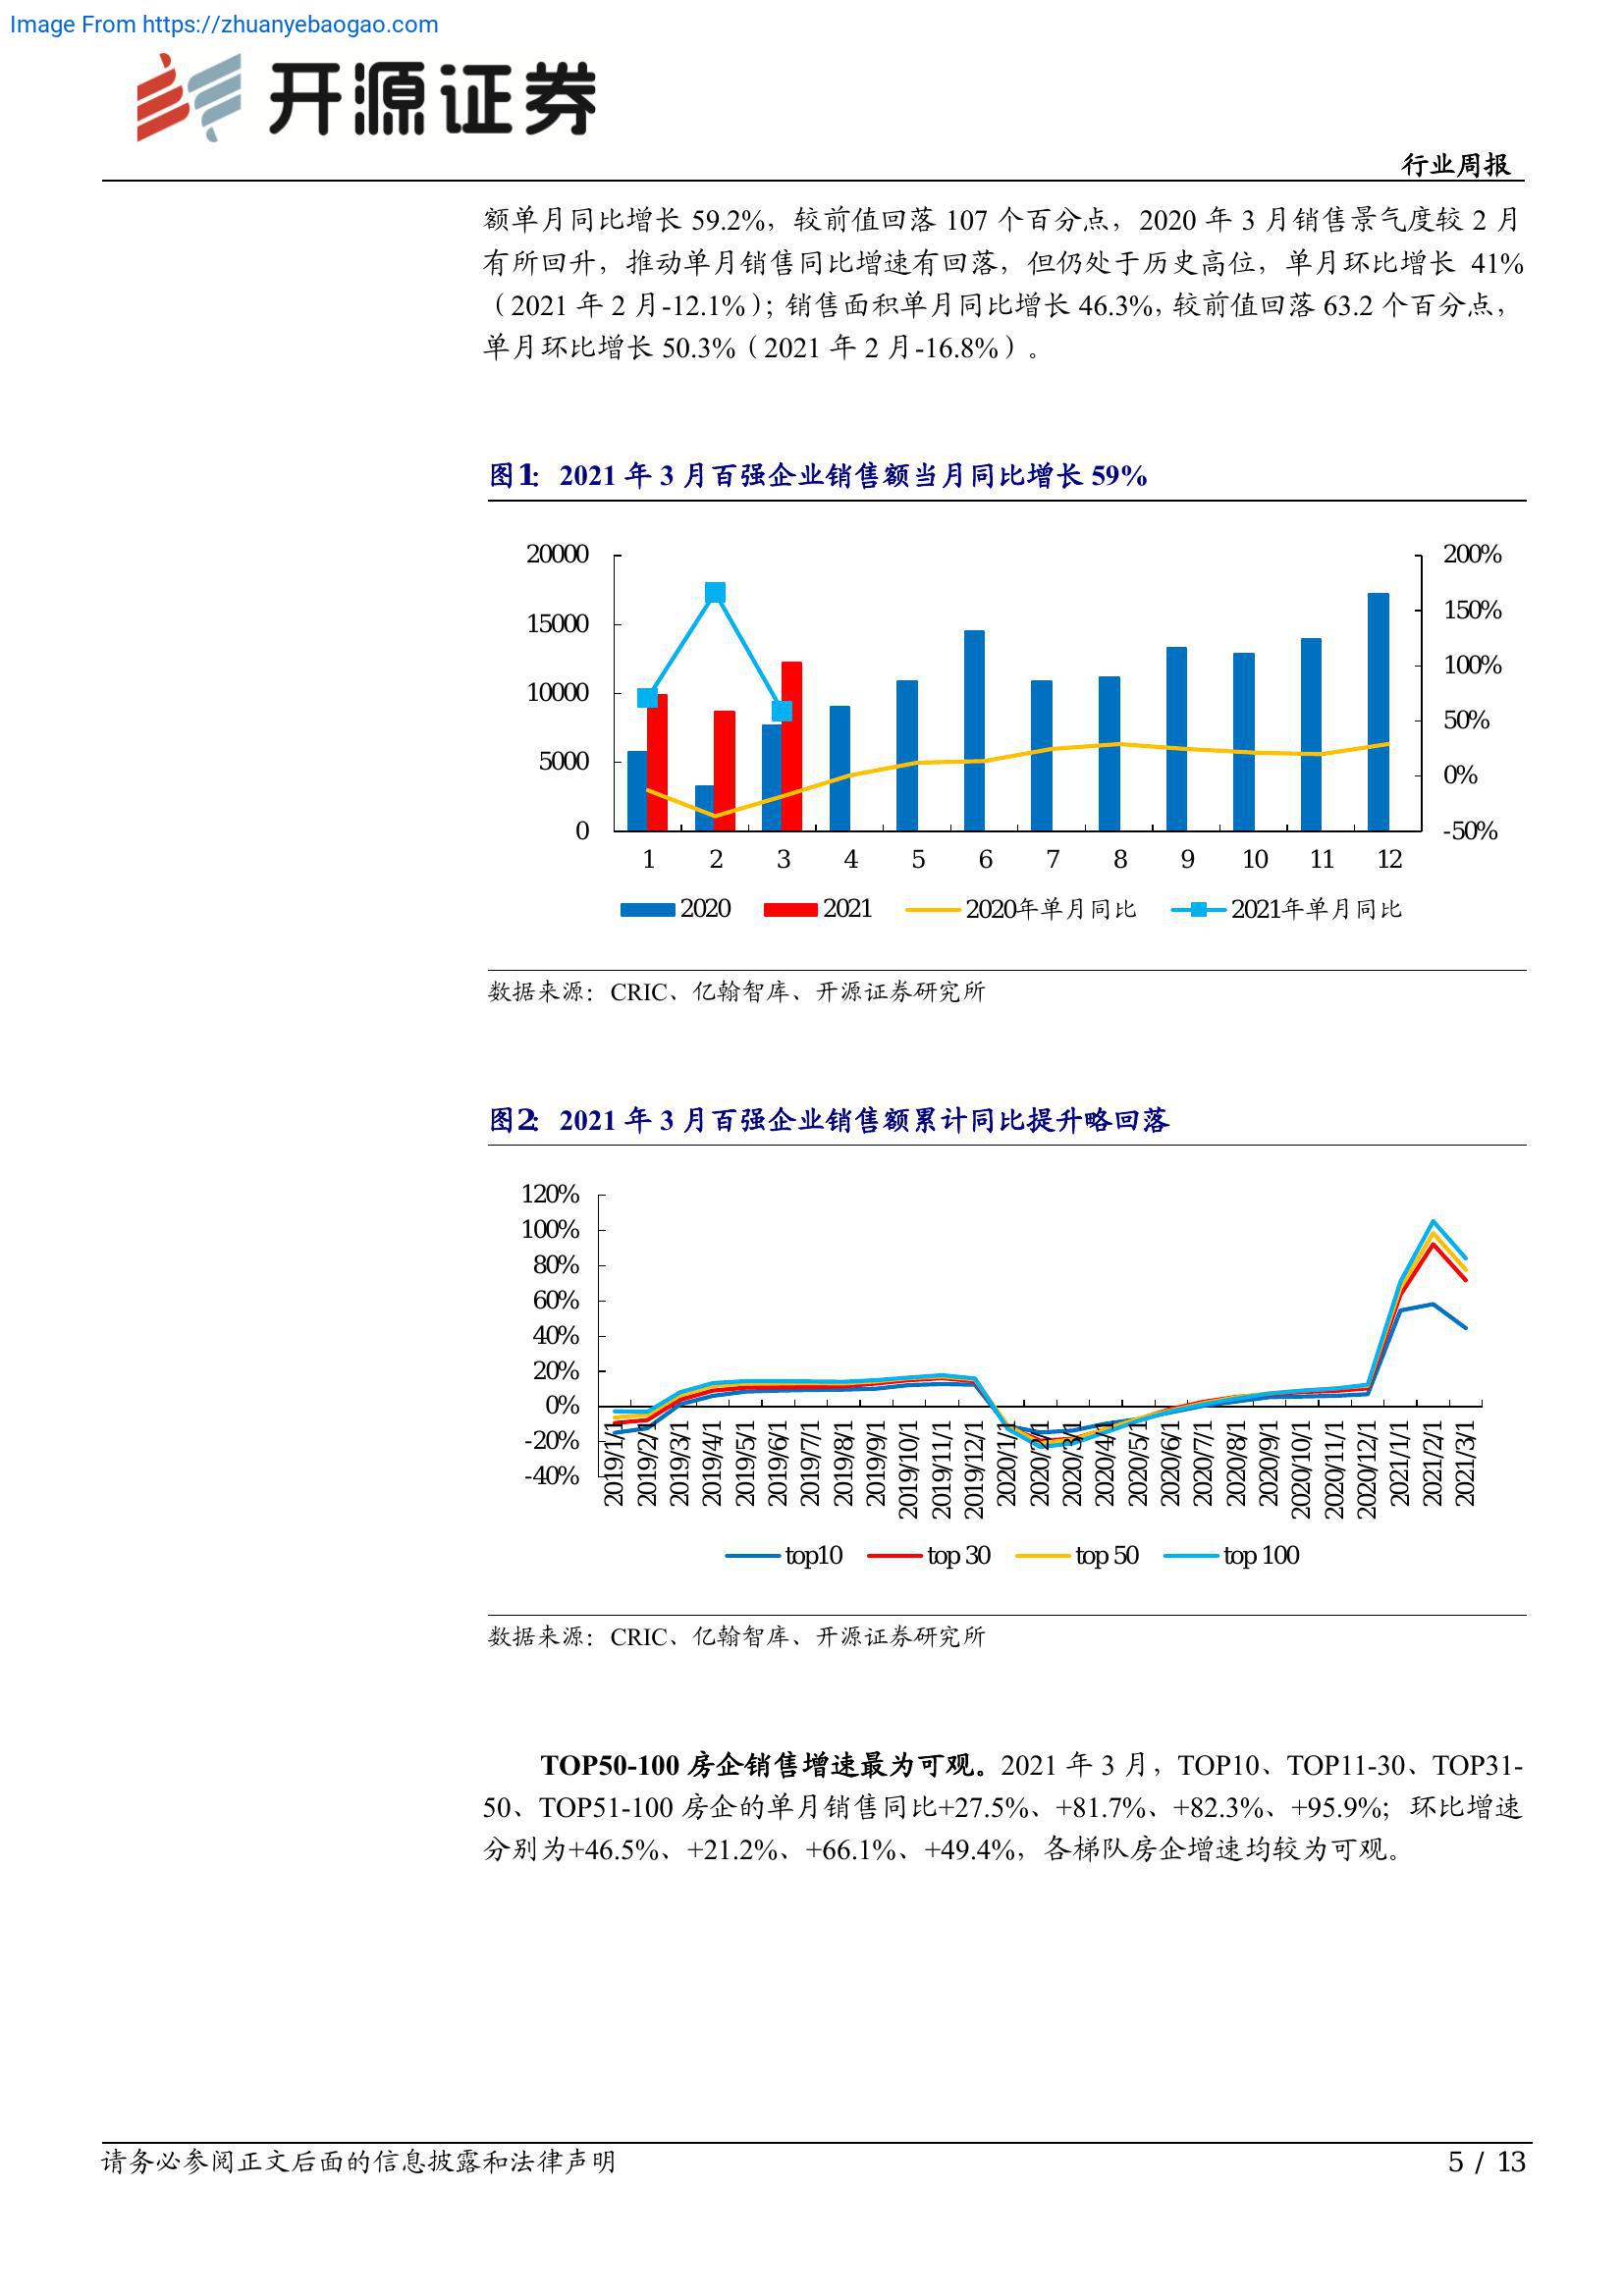 Image From https://zhuanyebaogao.com
开源证券
行业周报
额单月同比增长 59.2%，较前值回落 107 个百分点，2020 年 3 月销售景气度较 2 月
有所回升，推动单月销售同比增速有回落，但仍处于历史高位，单月环比增长 41%
（2021 年 2 月-12.1%）；销售面积单月同比增长 46.3%，较前值回落 63.2 个百分点，
单月环比增长 50.3%（2021 年 2 月-16.8%）。
图1： 2021 年 3 月百强企业销售额当月同比增长 59%
20000 200%
15000 150%
10000 100%
50%
5000 0%
0 -50%
1 2 3 4 5 6 7 8 9 10 11 12
2020 2021 2020年单月同比 2021年单月同比
数据来源：CRIC、亿翰智库、开源证券研究所
图2： 2021 年 3 月百强企业销售额累计同比提升略回落
120%
100%
80%
60%
40%
20%
0%
-20%
-40%
2019/1/1 2019/2/1 2019/3/1 2019/4/1 2019/5/1 2019/6/1 2019/7/1 2019/8/1 2019/9/1 2019/10/1 2019/11/1 2019/12/1 2020/1/1 2020/2/1 2020/3/1 2020/4/1 2020/5/1 2020/6/1 2020/7/1 2020/8/1 2020/9/1 2020/10/1 2020/11/1 2020/12/1 2021/1/1 2021/2/1 2021/3/1
top10 top 30 top 50 top 100
数据来源：CRIC、亿翰智库、开源证券研究所
TOP50-100 房企销售增速最为可观。2021 年 3 月，TOP10、TOP11-30、TOP31-
50、TOP51-100 房企的单月销售同比+27.5%、+81.7%、+82.3%、+95.9%；环比增速
分别为+46.5%、+21.2%、+66.1%、+49.4%，各梯队房企增速均较为可观。
请务必参阅正文后面的信息披露和法律声明 5 / 13